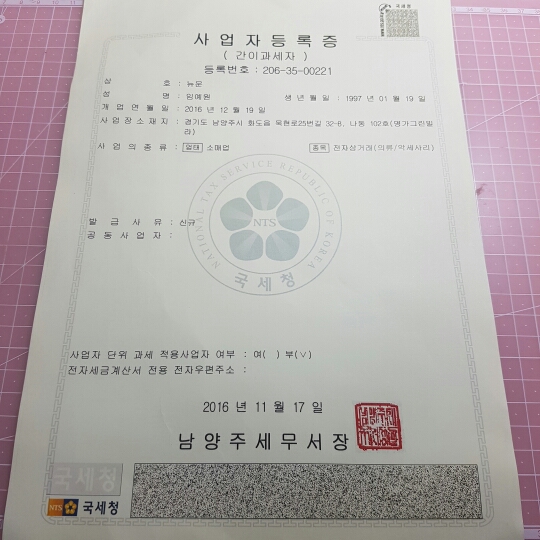 국세청
사업자등록증
( 간이과세자 )
등록번호 : 206-35-00221
상 호 : 뉴문
성 명 : 임예원 생 년 월 일 : 1997 년 01 월 19 일
개 업 연 월 일 : 2016 년 12 월 19 일
사 업 장 소 재 지 : 경기도 남양주시 화도읍 묵현로25번길 32-8, 나동 102호(명가그린빌
라)
사 업 의 종 류 : 업태 소매업 종목 전자상거래(의류/악세사리)
NATIONAL TAX SERVICE REPUBLIC OF KOREA
NTS
국세청
발 급 사 유 : 신규
공 동 사 업 자 :
사업자 단위 과세 적용사업자 여부 : 여( ) 부(∨)
전자세금계산서 전용 전자우편주소 :
2016 년 11 월 17 일
남양주세무서장
국세청
NTS 국세청